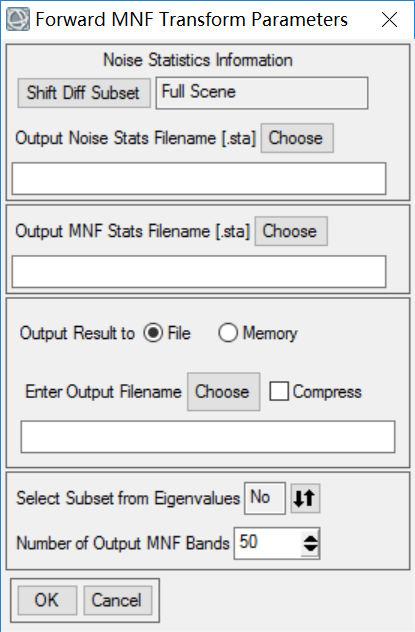 Forward MNF Transform Parameters
Noise Statistics Information
Shift Diff Subset Full Scene
Output Noise Stats Filename [.sta] Choose
Output MNF Stats Filename [.sta] Choose
Output Result to File Memory
Enter Output Filename Choose Compress
Select Subset from Eigenvalues No
Number of Output MNF Bands 50
OK Cancel